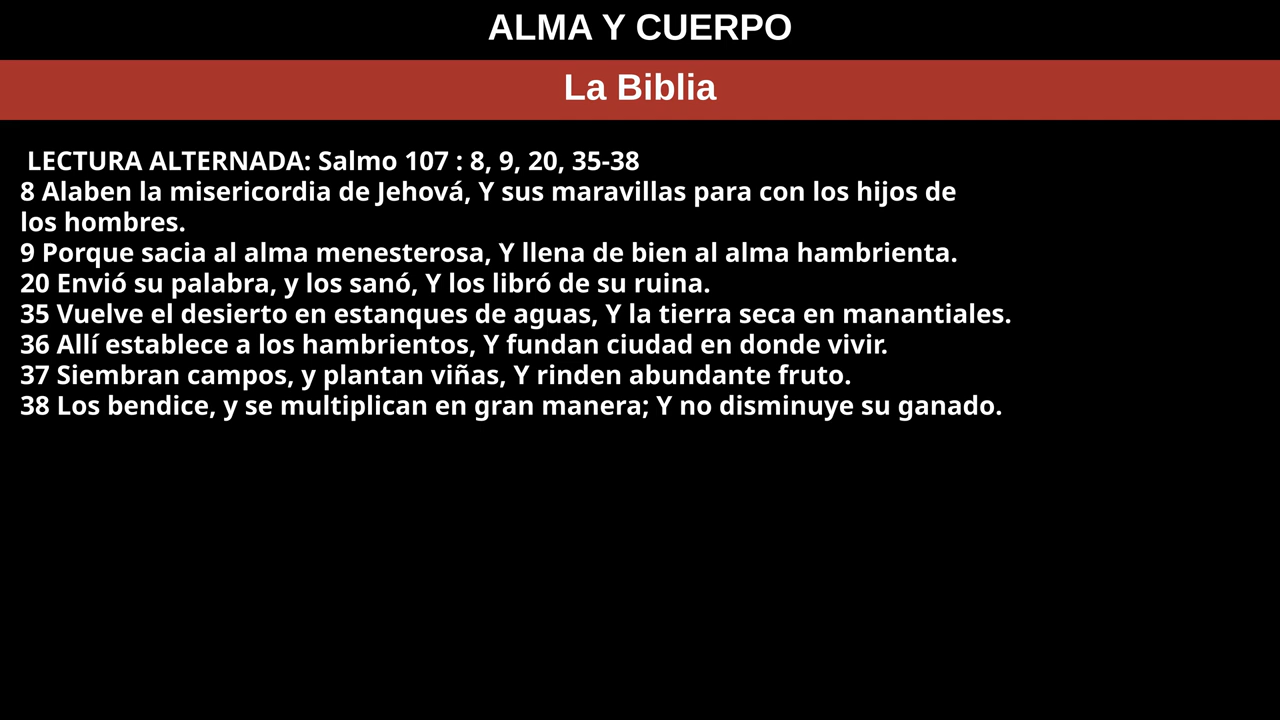 ALMA Y CUERPO
La Biblia
LECTURA ALTERNADA: Salmo 107 : 8, 9, 20, 35-38
8 Alaben la misericordia de Jehová, Y sus maravillas para con los hijos de
los hombres.
9 Porque sacia al alma menesterosa, Y llena de bien al alma hambrienta.
20 Envió su palabra, y los sanó, Y los libró de su ruina.
35 Vuelve el desierto en estanques de aguas, Y la tierra seca en manantiales.
36 Allí establece a los hambrientos, Y fundan ciudad en donde vivir.
37 Siembran campos, y plantan viñas, Y rinden abundante fruto.
38 Los bendice, y se multiplican en gran manera; Y no disminuye su ganado.